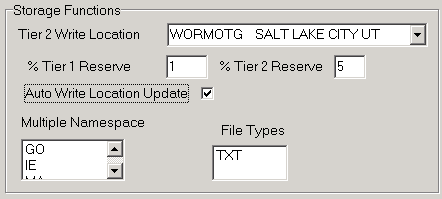 Storage Functions
Tier 2 Write Location WORMOTG SALT LAKE CITY UT
% Tier 1 Reserve 1 % Tier 2 Reserve 5
Auto Write Location Update
Multiple Namespace
File Types
GO
TXT
IE